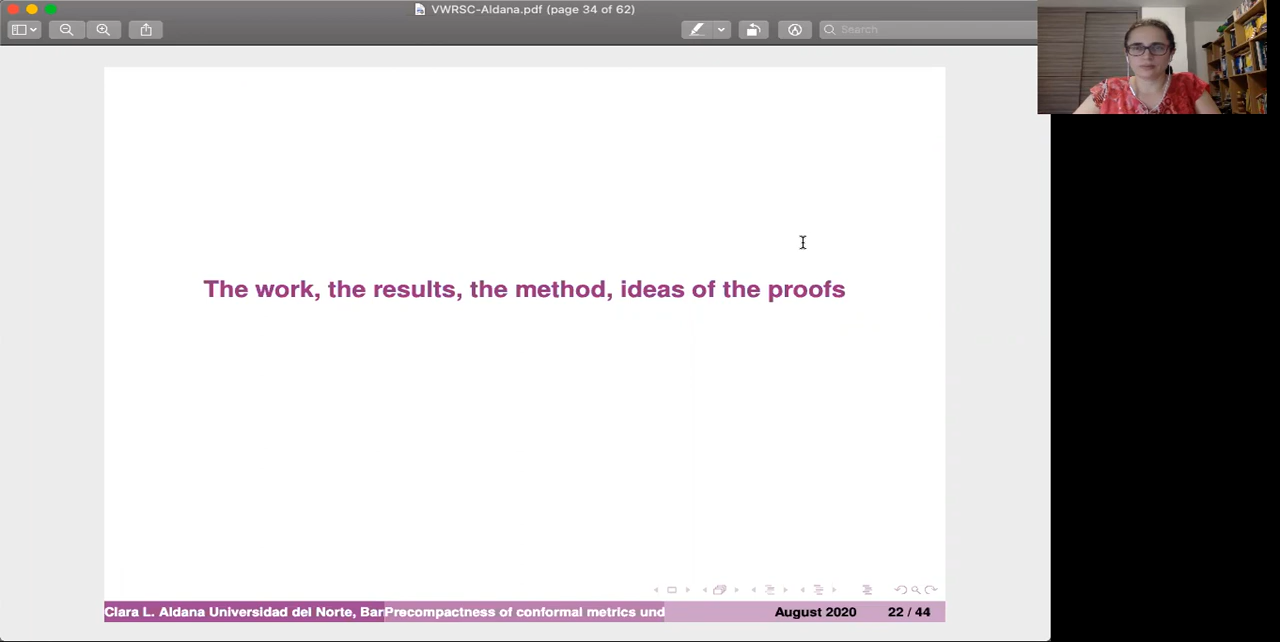 VWRSC-Aldana.pdf (page 34 of 62)
Search
The work, the results, the method, ideas of the proofs
Clara L. Aldana Universidad del Norte, Bar
Precompactness of conformal metrics und
August 2020
22 / 44